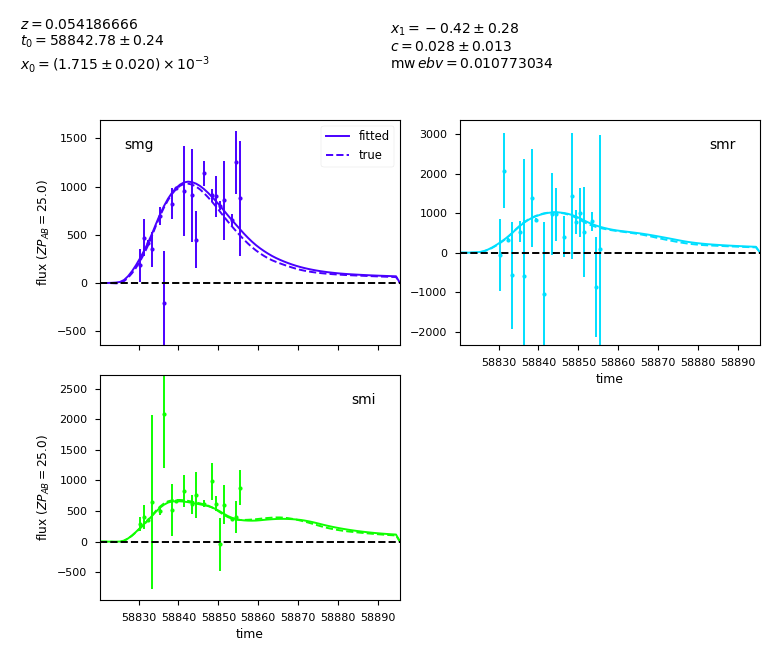 z = 0.054186666
t₀ = 58842.78 ± 0.24
x₀ = (1.715 ± 0.020) × 10⁻³
x₁ = −0.42 ± 0.28
c = 0.028 ± 0.013
mw ebv = 0.010773034
smg
fitted
true
1500
1000
500
0
−500
flux (ZP_AB = 25.0)
smr
3000
2000
1000
0
−1000
−2000
58830 58840 58850 58860 58870 58880 58890
time
smi
2500
2000
1500
1000
500
0
−500
flux (ZP_AB = 25.0)
58830 58840 58850 58860 58870 58880 58890
time